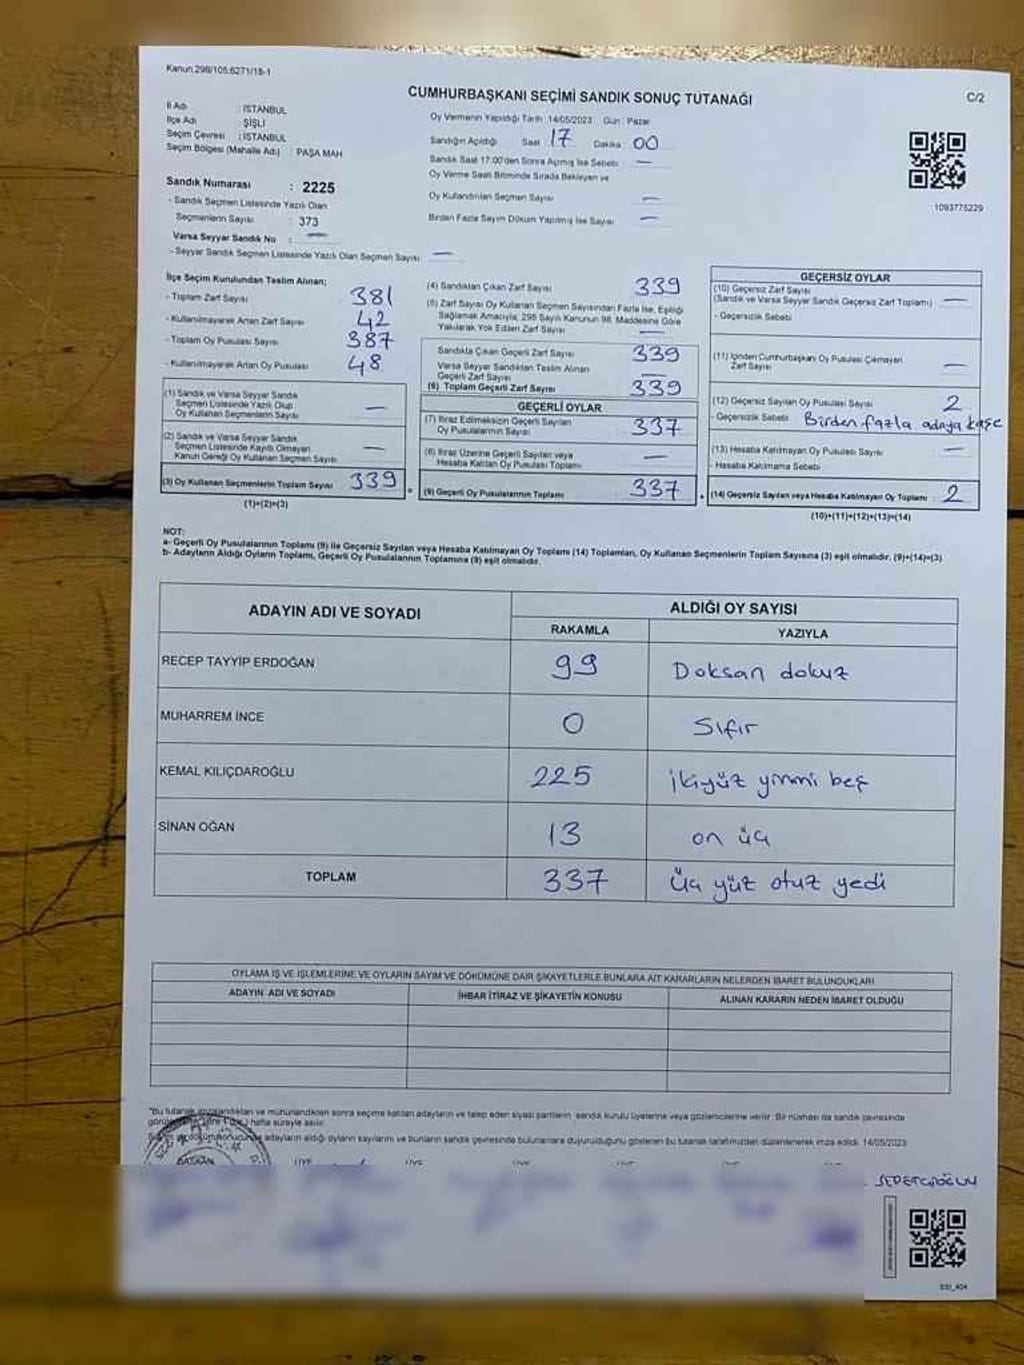 Kanun 298/105;6271/18-1
CUMHURBAŞKANI SEÇİMİ SANDIK SONUÇ TUTANAĞI
C/2
İl Adı : İSTANBUL
İlçe Adı : ŞİŞLİ
Seçim Çevresi : İSTANBUL
Seçim Bölgesi (Mahalle Adı) : PAŞA MAH
Oy Vermenin Yapıldığı Tarih :14/05/2023 Gün : Pazar
Sandığın Açıldığı Saat 17 Dakika 00
Sandık Saat 17:00'den Sonra Açılmış İse Sebebi —
Oy Verme Saati Bitiminde Sırada Bekleyen ve
Oy Kullandırılan Seçmen Sayısı —
Birden Fazla Sayım Döküm Yapılmış İse Sayısı —
1093775229
Sandık Numarası : 2225
- Sandık Seçmen Listesinde Yazılı Olan
Seçmenlerin Sayısı : 373
Varsa Seyyar Sandık No : —
- Seyyar Sandık Seçmen Listesinde Yazılı Olan Seçmen Sayısı —
İlçe Seçim Kurulundan Teslim Alınan;
- Toplam Zarf Sayısı 381
- Kullanılmayarak Artan Zarf Sayısı 42
- Toplam Oy Pusulası Sayısı 387
- Kullanılmayarak Artan Oy Pusulası 48
(1) Sandık ve Varsa Seyyar Sandık
Seçmen Listesinde Yazılı Olup
Oy Kullanan Seçmenlerin Sayısı —
(2) Sandık ve Varsa Seyyar Sandık
Seçmen Listesinde Kayıtlı Olmayan
Kanun Gereği Oy Kullanan Seçmen Sayısı —
(3) Oy Kullanan Seçmenlerin Toplam Sayısı 339
(1)+(2)=(3)
(4) Sandıktan Çıkan Zarf Sayısı 339
(5) Zarf Sayısı Oy Kullanan Seçmen Sayısından Fazla İse, Eşitliği
Sağlamak Amacıyla, 298 Sayılı Kanunun 98. Maddesine Göre
Yakılarak Yok Edilen Zarf Sayısı —
Sandıkta Çıkan Geçerli Zarf Sayısı 339
Varsa Seyyar Sandıktan Teslim Alınan
Geçerli Zarf Sayısı —
(6) Toplam Geçerli Zarf Sayısı 339
GEÇERLİ OYLAR
(7) İtiraz Edilmeksizin Geçerli Sayılan
Oy Pusulalarının Sayısı 337
(8) İtiraz Üzerine Geçerli Sayılan veya
Hesaba Katılan Oy Pusulası Toplamı —
(9) Geçerli Oy Pusulalarının Toplamı 337
GEÇERSİZ OYLAR
(10) Geçersiz Zarf Sayısı
(Sandık ve Varsa Seyyar Sandık Geçersiz Zarf Toplamı) —
- Geçersizlik Sebebi
(11) İçinden Cumhurbaşkanı Oy Pusulası Çıkmayan
Zarf Sayısı —
(12) Geçersiz Sayılan Oy Pusulası Sayısı 2
- Geçersizlik Sebebi Birden fazla adaya kaşe
(13) Hesaba Katılmayan Oy Pusulası Sayısı —
- Hesaba Katılmama Sebebi
(14) Geçersiz Sayılan veya Hesaba Katılmayan Oy Toplamı : 2
(10)+(11)+(12)+(13)=(14)
NOT:
a- Geçerli Oy Pusulalarının Toplamı (9) ile Geçersiz Sayılan veya Hesaba Katılmayan Oy Toplamı (14) Toplamları, Oy Kullanan Seçmenlerin Toplam Sayısına (3) eşit olmalıdır. (9)+(14)=(3)
b- Adayların Aldığı Oyların Toplamı, Geçerli Oy Pusulalarının Toplamına (9) eşit olmalıdır.
ADAYIN ADI VE SOYADI ALDIĞI OY SAYISI
RAKAMLA YAZIYLA
RECEP TAYYİP ERDOĞAN 99 Doksan dokuz
MUHARREM İNCE 0 Sıfır
KEMAL KILIÇDAROĞLU 225 ikiyüz yirmi beş
SİNAN OĞAN 13 on üç
TOPLAM 337 Üç yüz otuz yedi
OYLAMA İŞ VE İŞLEMLERİNE VE OYLARIN SAYIM VE DÖKÜMÜNE DAİR ŞİKAYETLERLE BUNLARA AİT KARARLARIN NELERDEN İBARET BULUNDUKLARI
ADAYIN ADI VE SOYADI İHBAR İTİRAZ VE ŞİKAYETİN KONUSU ALINAN KARARIN NEDEN İBARET OLDUĞU
"Bu tutanak imzalandıktan ve mühürlendikten sonra seçime katılan adayların ve talep eden siyasi partilerin sandık kurulu üyelerine veya gözlemcilerine verilir. Bir nüshası da sandık çevresinde
hafta süreyle asılır.
adayların aldığı oyların sayılarını ve bunların sandık çevresinde bulunanlara duyurulduğunu gösteren bu tutanak tarafımızdan düzenlenerek imza edildi. 14/05/2023
BAŞKAN ÜYE ÜYE ÜYE ÜYE ÜYE